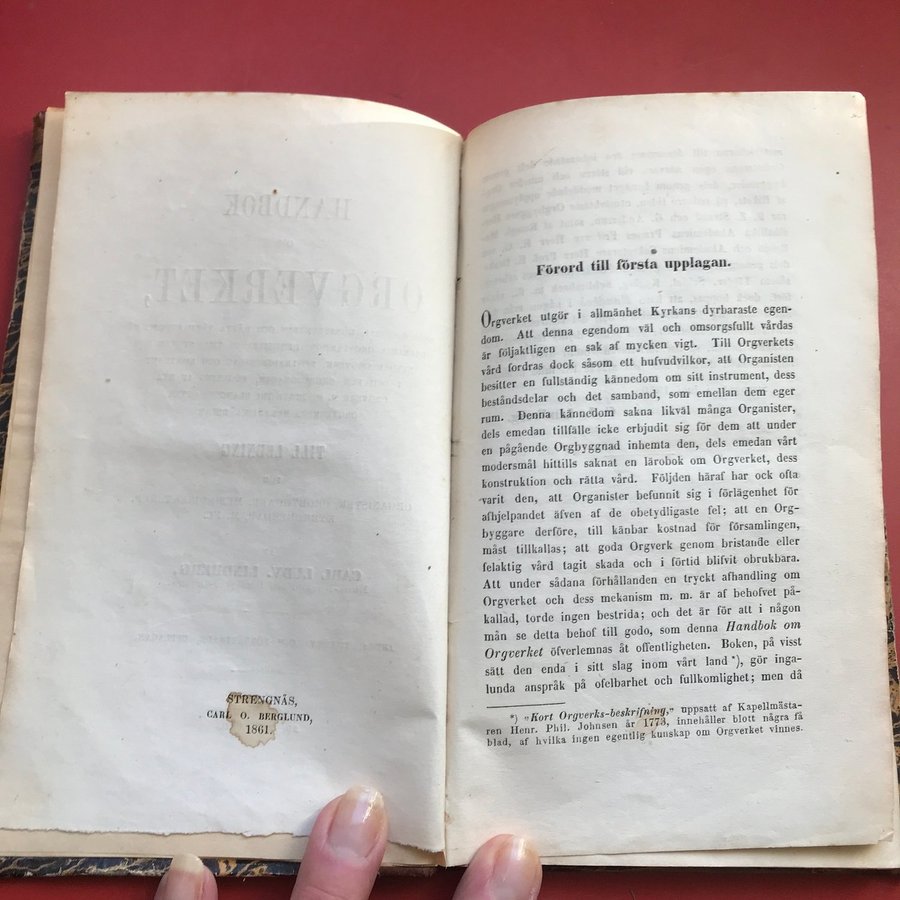 STRENGNÄS,
CARL O. BERGLUND,
1861.
Förord till första upplagan.
Orgverket utgör i allmänhet Kyrkans dyrbaraste egen-
dom. Att denna egendom väl och omsorgsfullt vårdas
är följaktligen en sak af mycken vigt. Till Orgverkets
vård fordras dock såsom ett hufvudvilkor, att Organisten
besitter en fullständig kännedom om sitt instrument, dess
beståndsdelar och det samband, som emellan dem eger
rum. Denna kännedom sakna likväl många Organister,
dels emedan tillfälle icke erbjudit sig för dem att under
en pågående Orgbyggnad inhemta den, dels emedan vårt
modersmål hittills saknat en lärobok om Orgverket, dess
konstruktion och rätta vård. Följden häraf har ock ofta
varit den, att Organister befunnit sig i förlägenhet för
afhjelpandet äfven af de obetydligaste fel; att en Org-
byggare derföre, till känbar kostnad för församlingen,
måst tillkallas; att goda Orgverk genom bristande eller
felaktig vård tagit skada och i förtid blifvit obrukbara.
Att under sådana förhållanden en tryckt afhandling om
Orgverket och dess mekanism m. m. är af behofvet på-
kallad, torde ingen bestrida; och det är för att i någon
mån se detta behof till godo, som denna Handbok om
Orgverket öfverlemnas åt offentligheten. Boken, på visst
sätt den enda i sitt slag inom vårt land *), gör inga-
lunda anspråk på ofelbarhet och fullkomlighet; men då
*) „Kort Orgverks-beskrifning,” uppsatt af Kapellmästa-
ren Henr. Phil. Johnsen år 1773, innehåller blott några få
blad, af hvilka ingen egentlig kunskap om Orgverket vinnes.